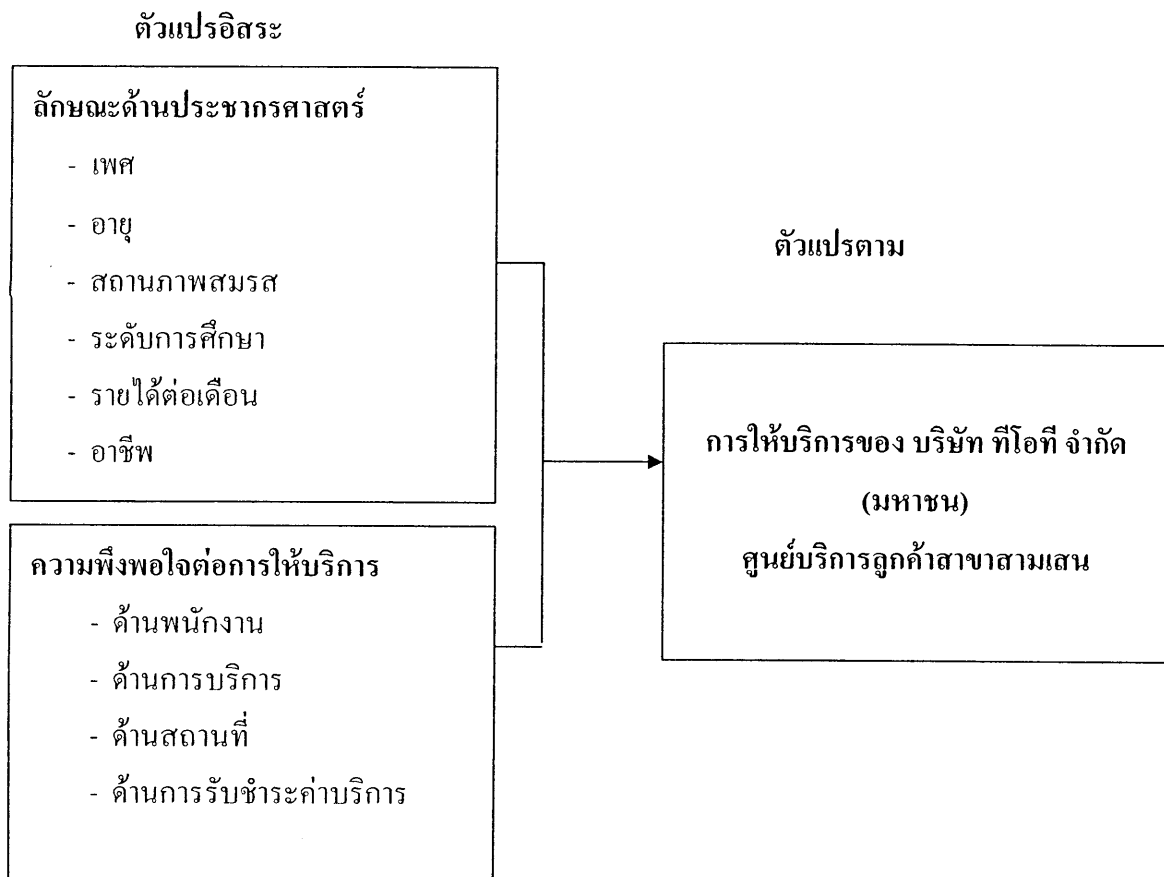 ตัวแปรอิสระ
ลักษณะด้านประชากรศาสตร์
- เพศ
- อายุ
- สถานภาพสมรส
- ระดับการศึกษา
- รายได้ต่อเดือน
- อาชีพ
ความพึงพอใจต่อการให้บริการ
- ด้านพนักงาน
- ด้านการบริการ
- ด้านสถานที่
- ด้านการรับชำระค่าบริการ
ตัวแปรตาม
การให้บริการของ บริษัท ทีโอที จำกัด
(มหาชน)
ศูนย์บริการลูกค้าสาขาสามเสน